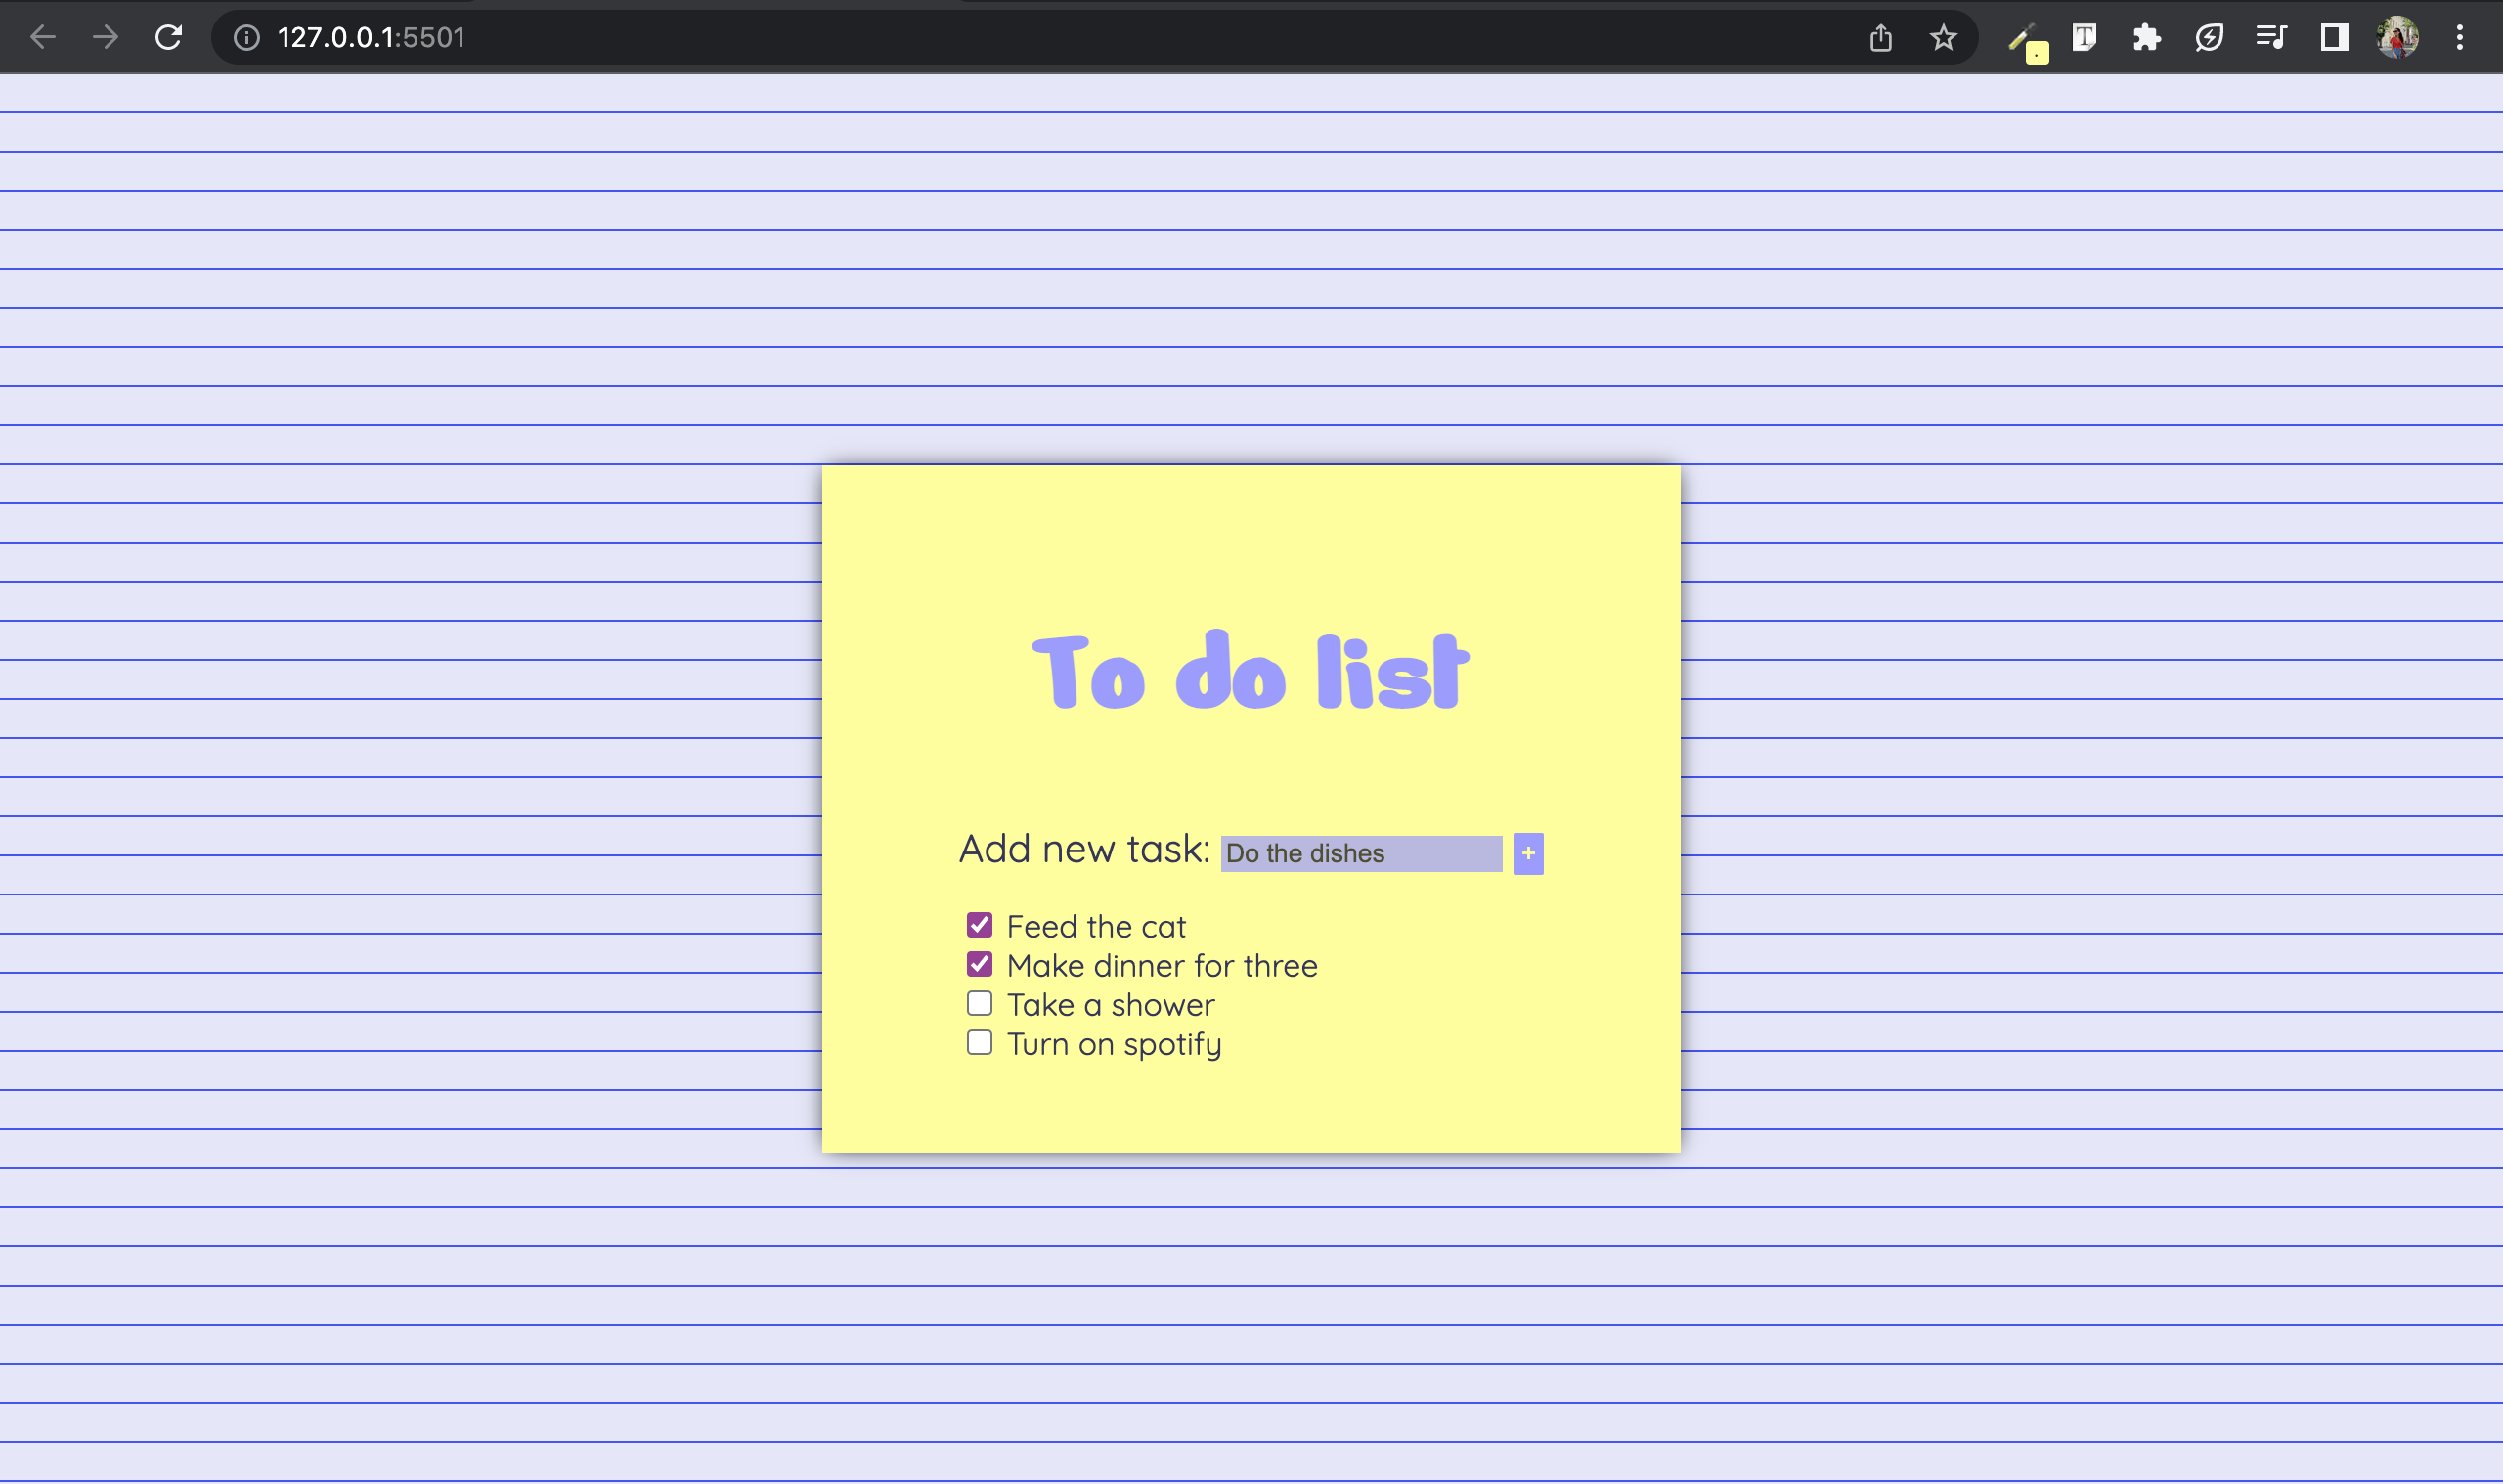 127.0.0.1:5501
To do list
Add new task: Do the dishes +
Feed the cat
Make dinner for three
Take a shower
Turn on spotify